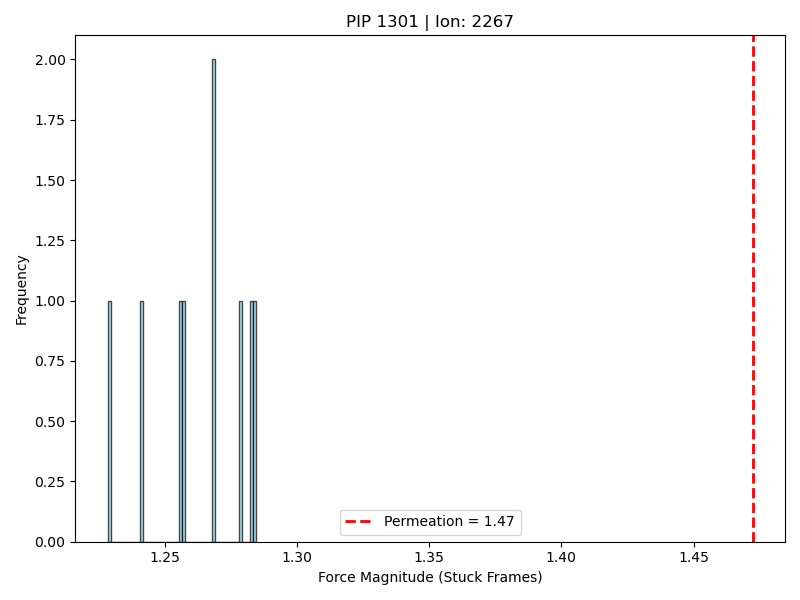 PIP 1301 | Ion: 2267
2.00
1.75
1.50
1.25
1.00
0.75
0.50
0.25
0.00
Frequency
Permeation = 1.47
1.25 1.30 1.35 1.40 1.45
Force Magnitude (Stuck Frames)